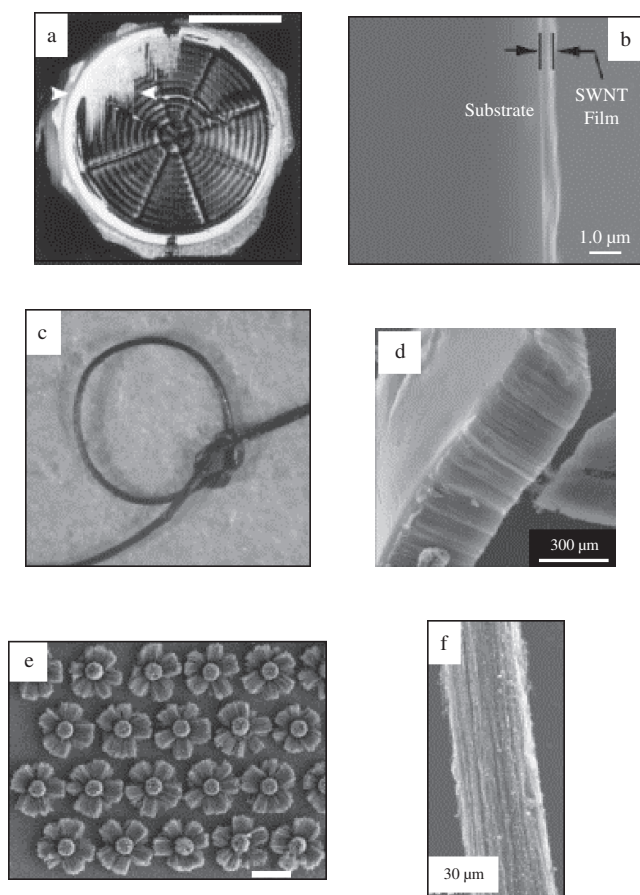 a
b
Substrate
SWNT
Film
1.0 μm
c
d
300 μm
e
f
30 μm